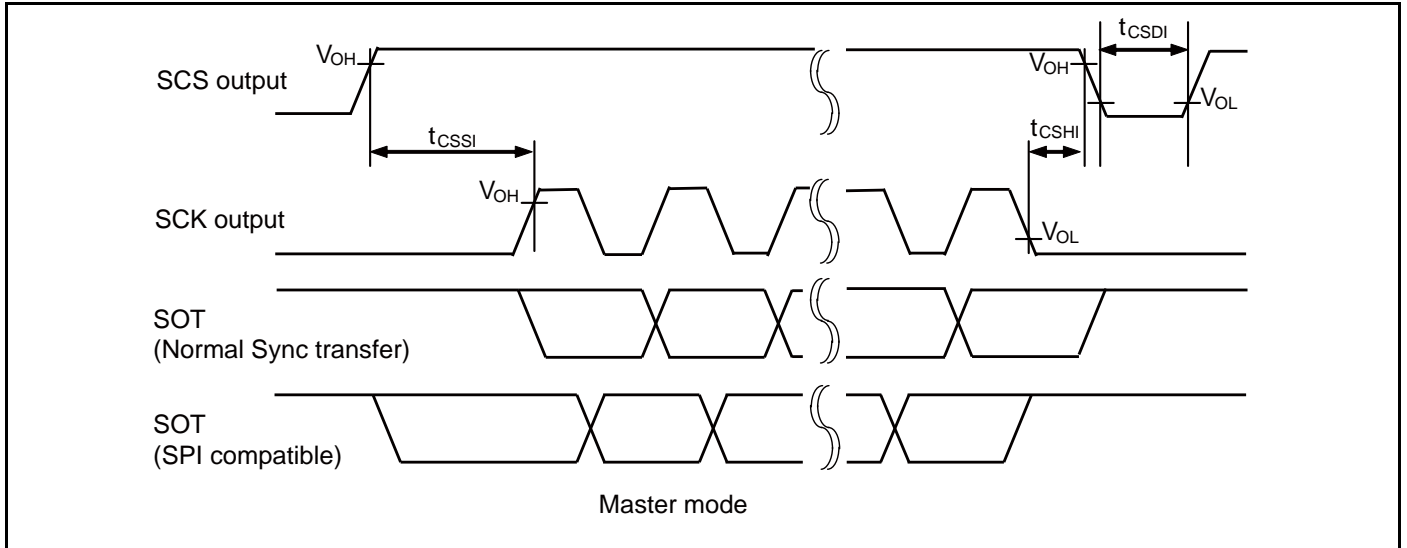 tCSDI
VOH
VOH
SCS output
VOL
tCSSI
tCSHI
VOH
SCK output
VOL
SOT
(Normal Sync transfer)
SOT
(SPI compatible)
Master mode